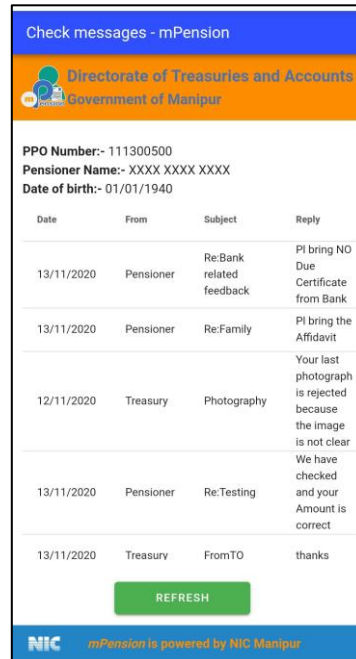 Check messages - mPension
Directorate of Treasuries and Accounts
Government of Manipur
PPO Number:- 111300500
Pensioner Name:- XXXX XXXX XXXX
Date of birth:- 01/01/1940
Date From Subject Reply
13/11/2020 Pensioner Re:Bank related feedback Pl bring NO Due Certificate from Bank
13/11/2020 Pensioner Re:Family Pl bring the Affidavit
12/11/2020 Treasury Photography Your last photograph is rejected because the image is not clear
13/11/2020 Pensioner Re:Testing We have checked and your Amount is correct
13/11/2020 Treasury FromTO thanks
REFRESH
NIC mPension is powered by NIC Manipur